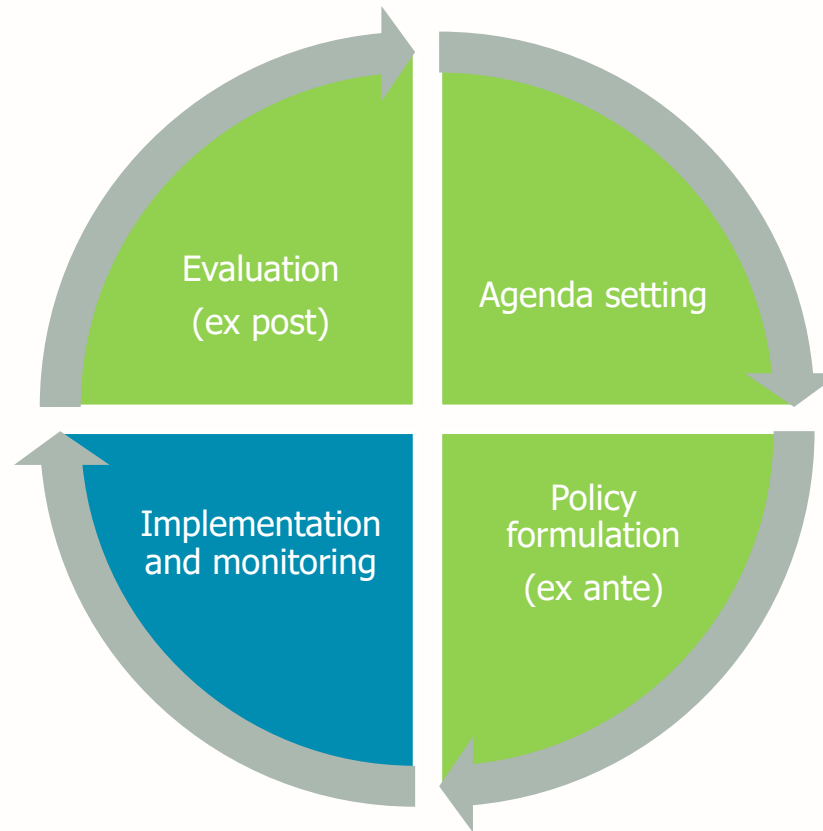 Evaluation
(ex post)
Agenda setting
Implementation
and monitoring
Policy
formulation
(ex ante)